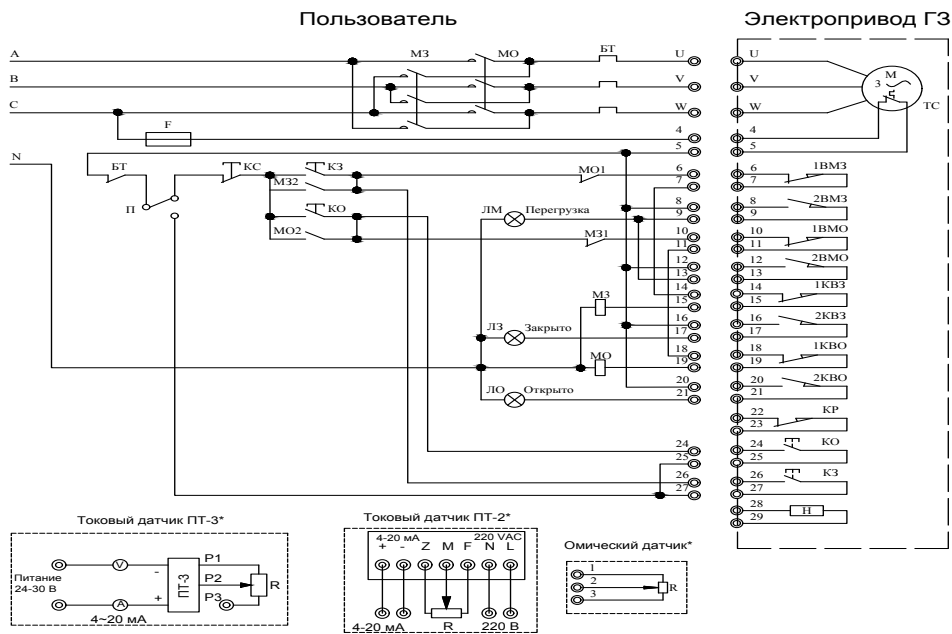 Пользователь
Электропривод ГЗ
A
B
C
N
МЗ
МО
БТ
U
V
W
F
4
5
БТ
П
КС
КЗ
МЗ2
КО
МО2
МО1
МЗ1
ЛМ
Перегрузка
МЗ
ЛЗ
Закрыто
МО
ЛО
Открыто
6
7
8
9
10
11
12
13
14
15
16
17
18
19
20
21
24
25
26
27
U
V
W
4
5
М
3
ТС
6
7
1ВМЗ
8
9
2ВМЗ
10
11
1ВМО
12
13
2ВМО
14
15
1КВЗ
16
17
2КВЗ
18
19
1КВО
20
21
2КВО
22
23
КР
24
25
КО
26
27
КЗ
28
29
Н
Токовый датчик ПТ-3*
Питание
24-30 В
V
A
-
+
ПТ-3
P1
P2
P3
R
4~20 мА
Токовый датчик ПТ-2*
4-20 мА
220 VAC
+ - Z M F N L
4-20 мА
R
220 В
Омический датчик*
1
2
3
R